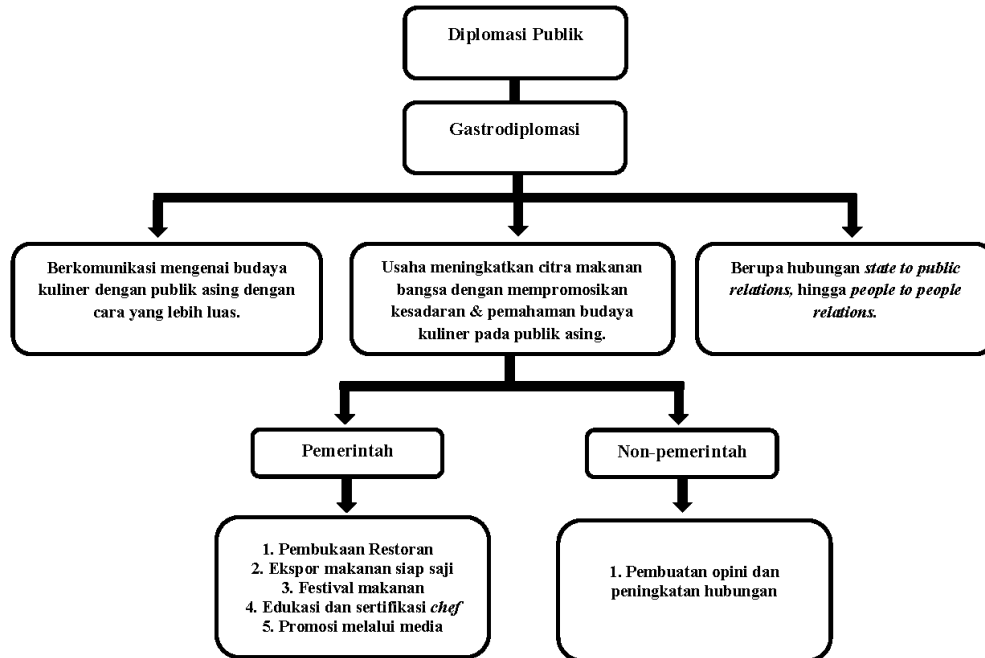 Diplomasi Publik
Gastrodiplomasi
Berkomunikasi mengenai budaya
kuliner dengan publik asing dengan
cara yang lebih luas.
Usaha meningkatkan citra makanan
bangsa dengan mempromosikan
kesadaran & pemahaman budaya
kuliner pada publik asing.
Berupa hubungan state to public
relations, hingga people to people
relations.
Pemerintah
Non-pemerintah
1. Pembukaan Restoran
2. Ekspor makanan siap saji
3. Festival makanan
4. Edukasi dan sertifikasi chef
5. Promosi melalui media
1. Pembuatan opini dan
peningkatan hubungan